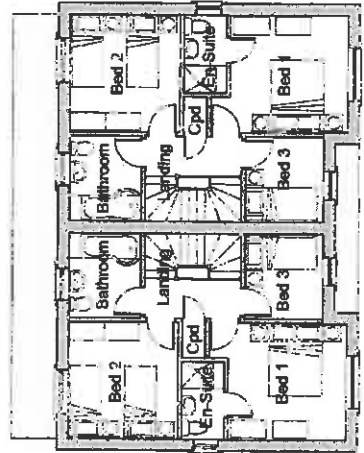 Bed 2
Bathroom
Bathroom
Bed 2
Landing
Landing
Cpd
Cpd
En-Suite
En-Suite
Bed 1
Bed 3
Bed 3
Bed 1